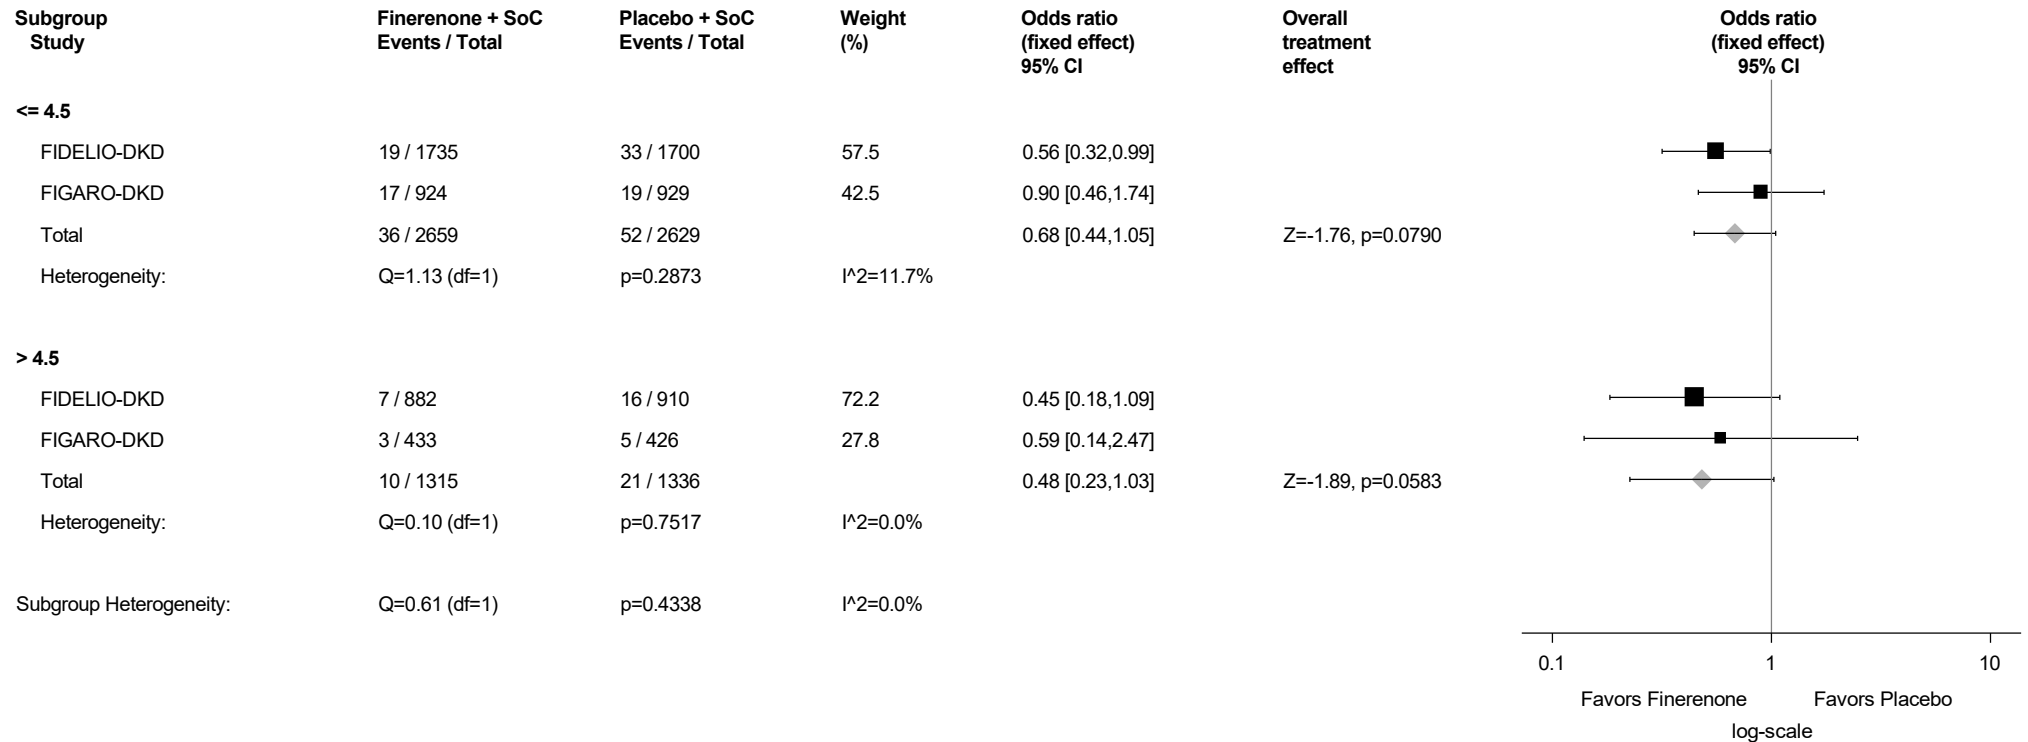 Subgroup Finerenone + SoC Placebo + SoC Weight Odds ratio Overall Odds ratio
Study Events / Total Events / Total (%) (fixed effect) treatment (fixed effect)
95% CI effect 95% CI
<= 4.5
FIDELIO-DKD 19 / 1735 33 / 1700 57.5 0.56 [0.32,0.99]
FIGARO-DKD 17 / 924 19 / 929 42.5 0.90 [0.46,1.74]
Total 36 / 2659 52 / 2629 0.68 [0.44,1.05] Z=-1.76, p=0.0790
Heterogeneity: Q=1.13 (df=1) p=0.2873 I^2=11.7%
> 4.5
FIDELIO-DKD 7 / 882 16 / 910 72.2 0.45 [0.18,1.09]
FIGARO-DKD 3 / 433 5 / 426 27.8 0.59 [0.14,2.47]
Total 10 / 1315 21 / 1336 0.48 [0.23,1.03] Z=-1.89, p=0.0583
Heterogeneity: Q=0.10 (df=1) p=0.7517 I^2=0.0%
Subgroup Heterogeneity: Q=0.61 (df=1) p=0.4338 I^2=0.0%
0.1 1 10
Favors Finerenone Favors Placebo
log-scale